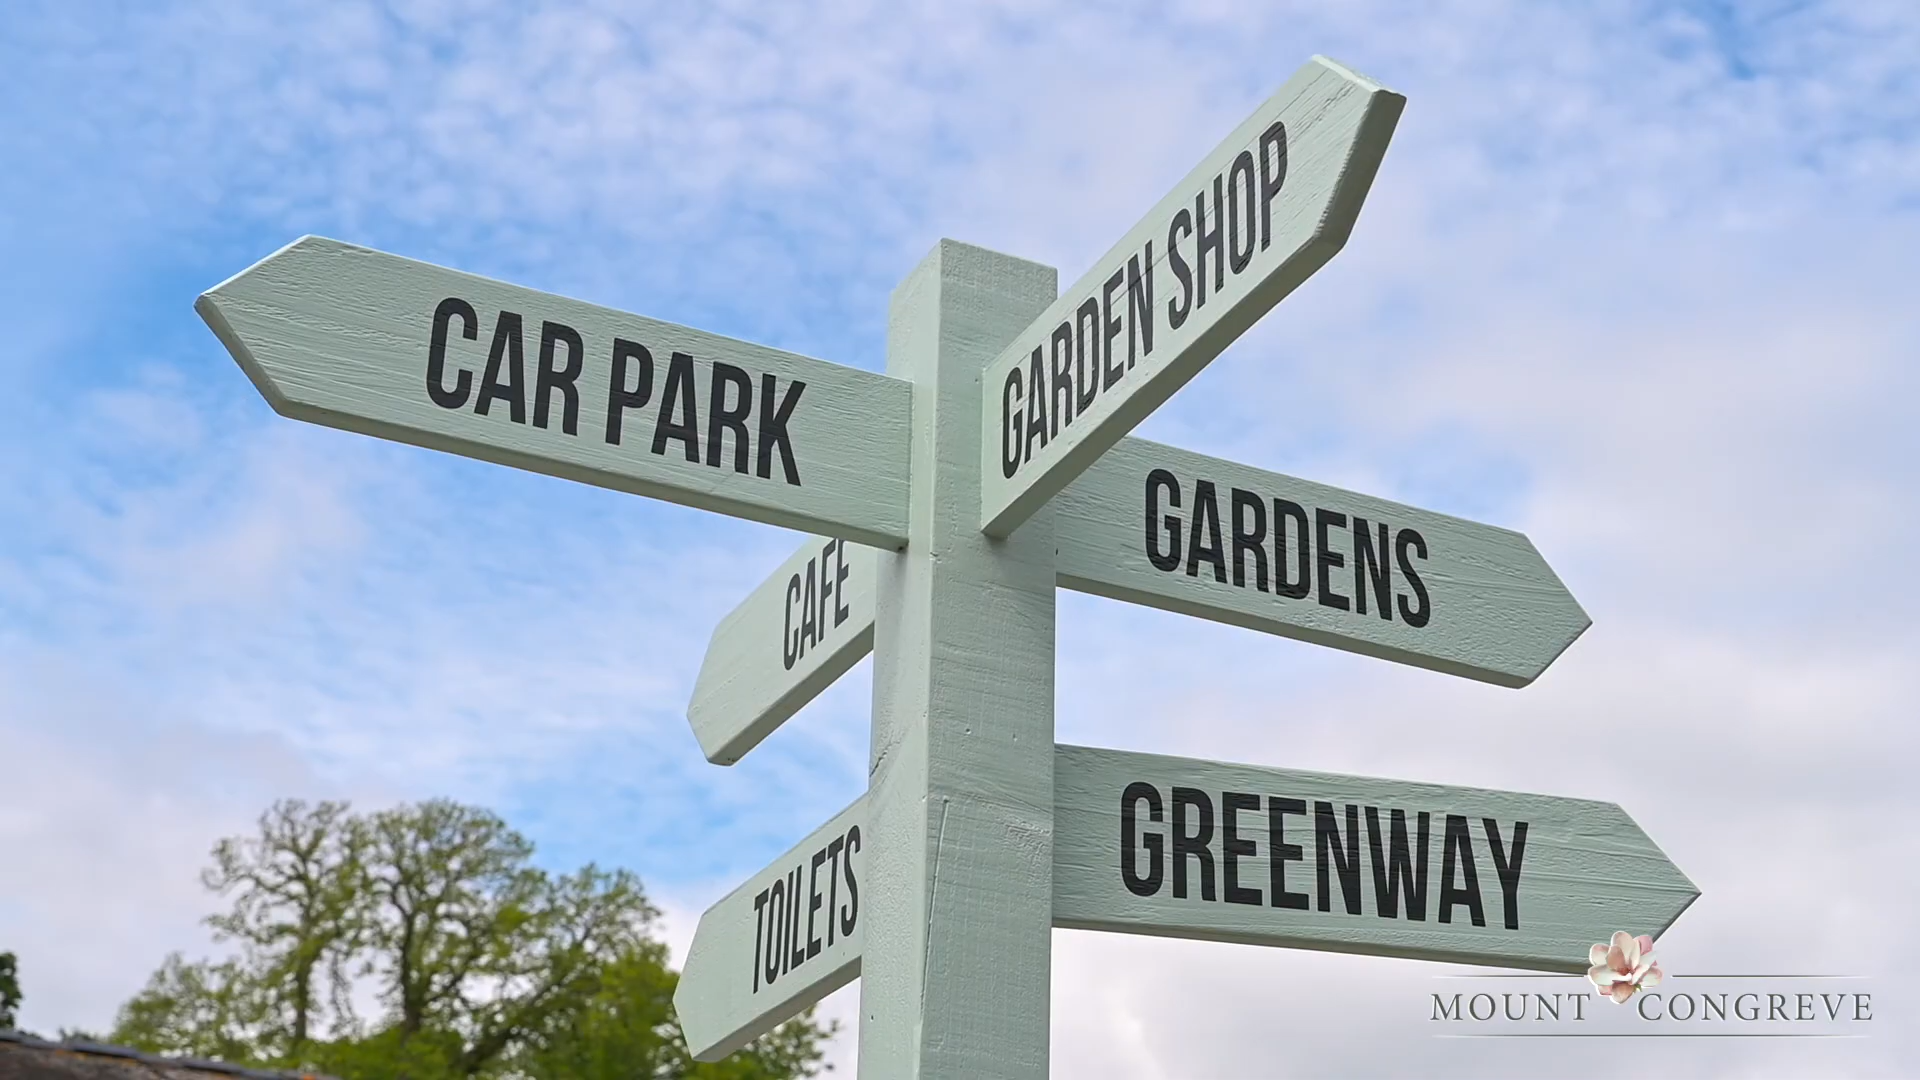 CAR PARK
GARDEN SHOP
CAFE
GARDENS
TOILETS
GREENWAY
MOUNT CONGREVE